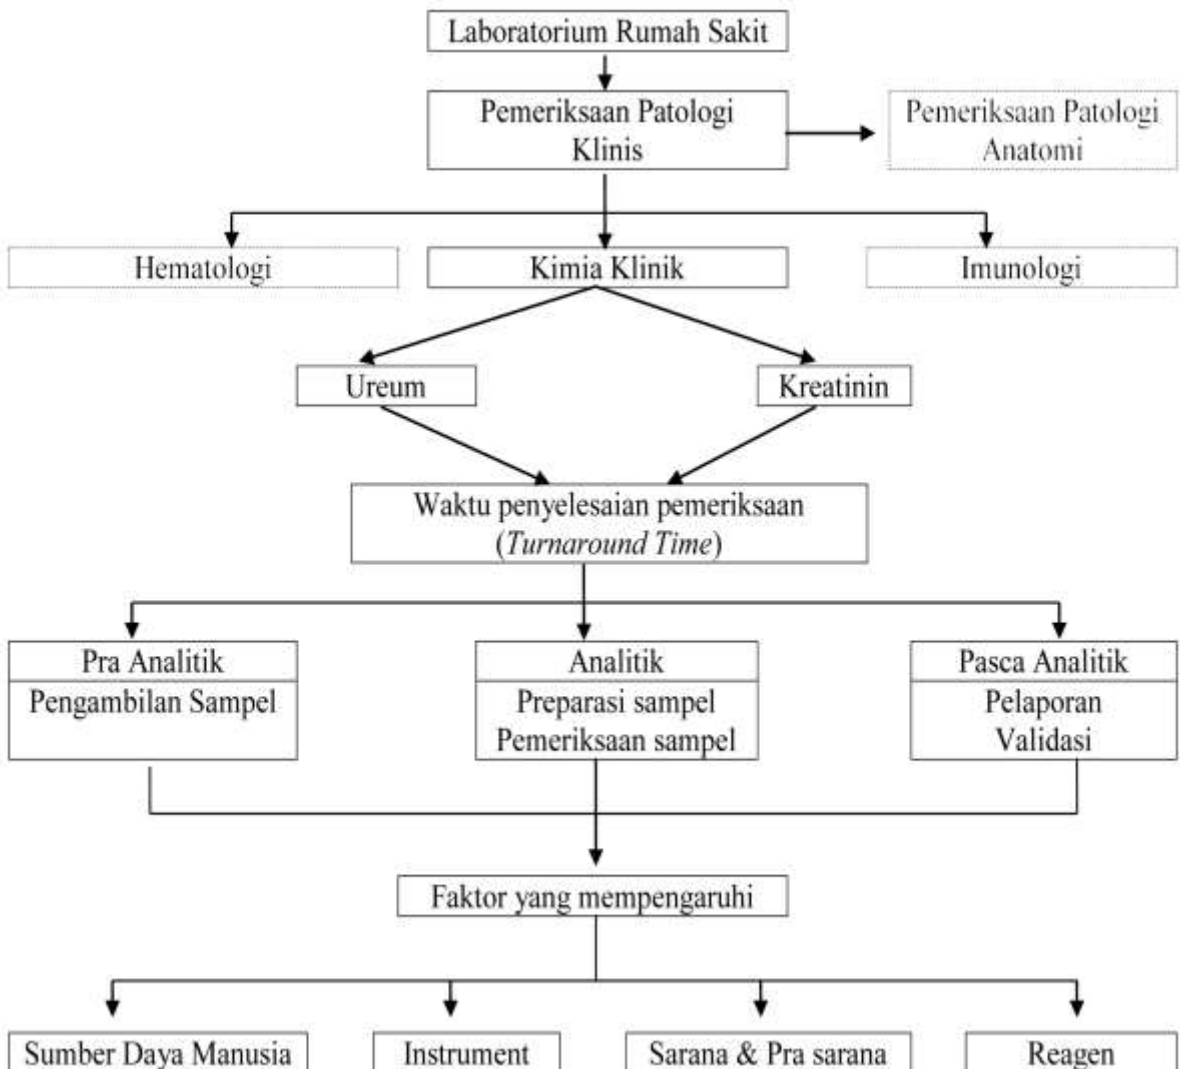 Laboratorium Rumah Sakit
Pemeriksaan Patologi
Klinis
Pemeriksaan Patologi
Anatomi
Hematologi
Kimia Klinik
Imunologi
Ureum
Kreatinin
Waktu penyelesaian pemeriksaan
(Turnaround Time)
Pra Analitik
Pengambilan Sampel
Analitik
Preparasi sampel
Pemeriksaan sampel
Pasca Analitik
Pelaporan
Validasi
Faktor yang mempengaruhi
Sumber Daya Manusia
Instrument
Sarana & Pra sarana
Reagen